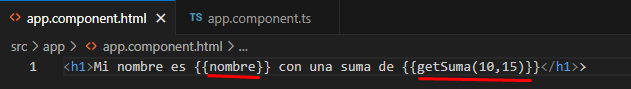 app.component.html × TS app.component.ts
src > app > app.component.html > ...
1 <h1>Mi nombre es {{nombre}} con una suma de {{getSuma(10,15)}}</h1>>